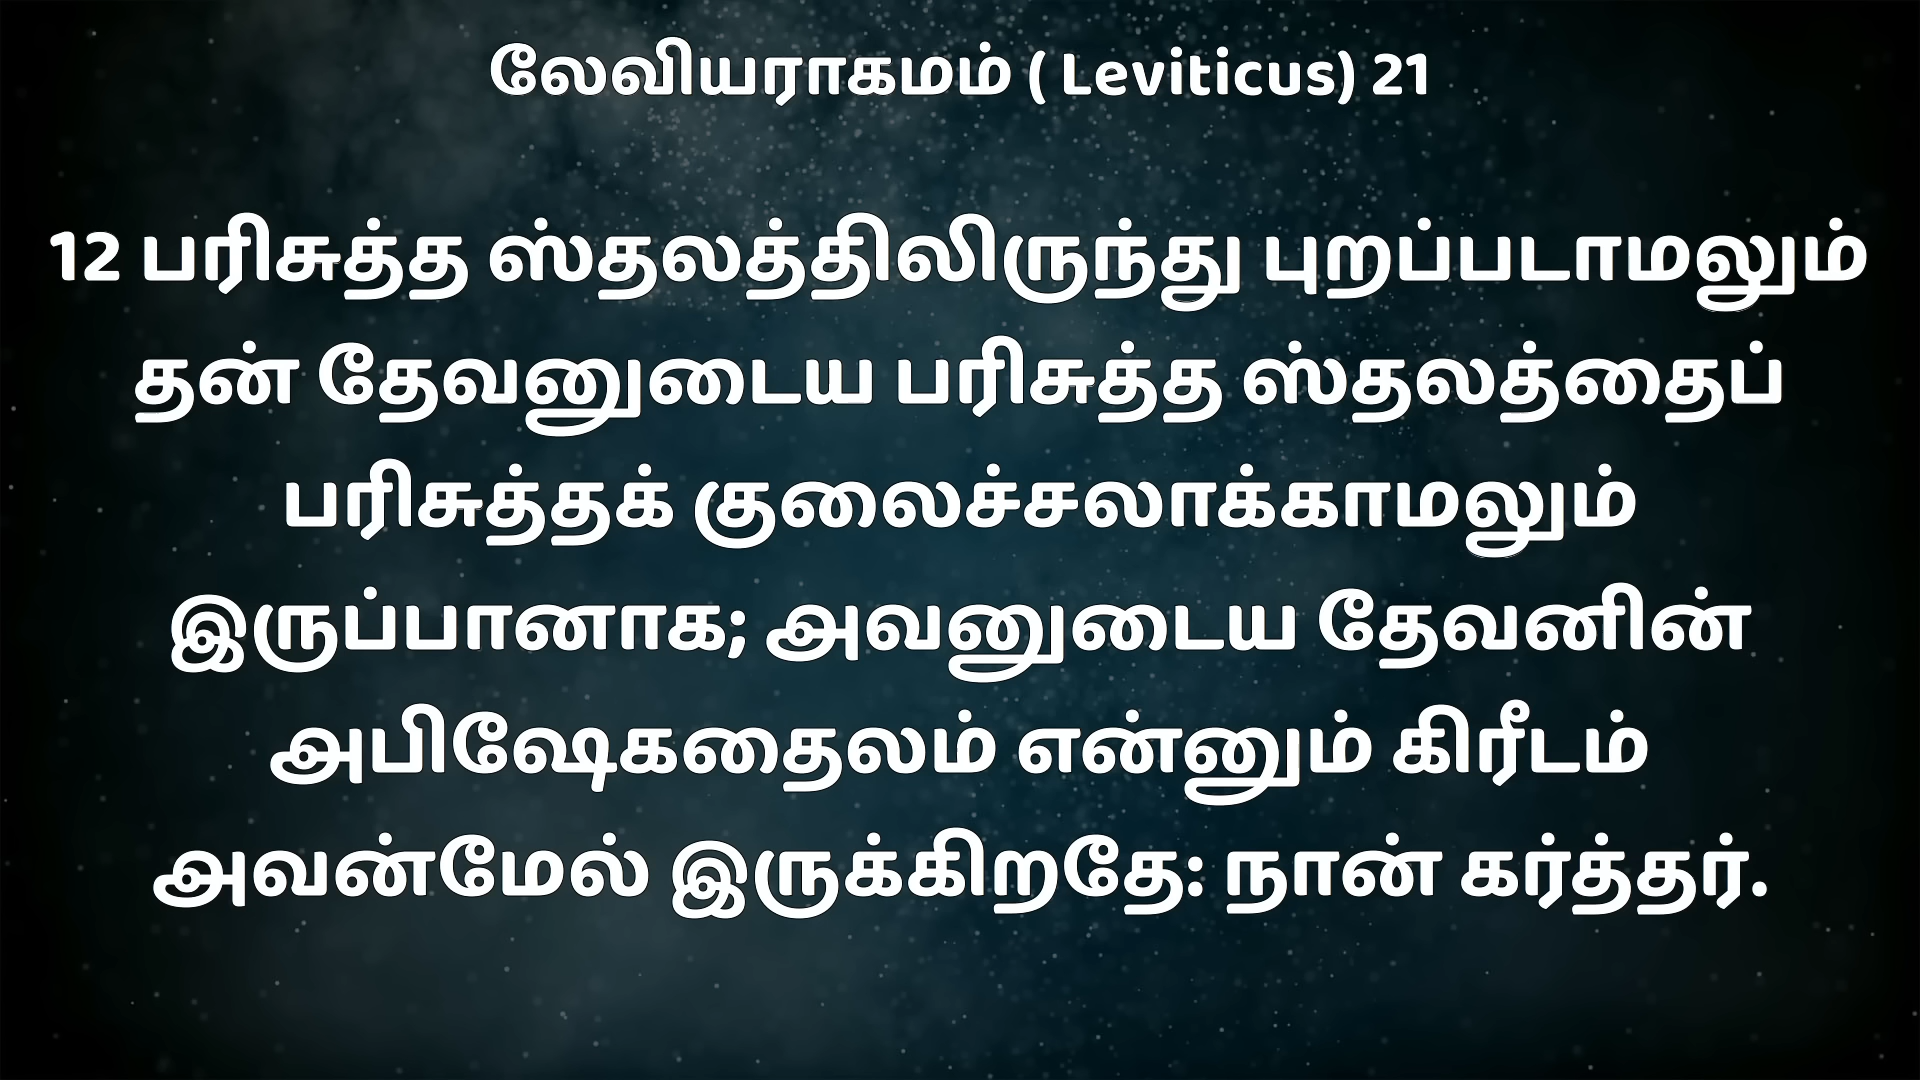 லேவியராகமம் ( Leviticus) 21
12 பரிசுத்த ஸ்தலத்திலிருந்து புறப்படாமலும்
தன் தேவனுடைய பரிசுத்த ஸ்தலத்தைப்
பரிசுத்தக் குலைச்சலாக்காமலும்
இருப்பானாக; அவனுடைய தேவனின்
அபிஷேகதைலம் என்னும் கிரீடம்
அவன்மேல் இருக்கிறதே: நான் கர்த்தர்.